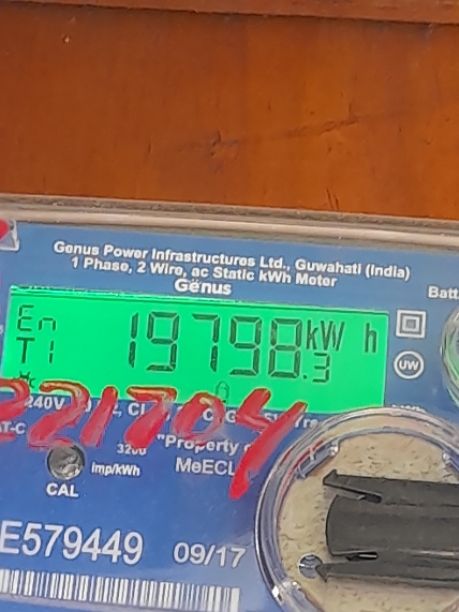 Genus Power Infrastructures Ltd., Guwahati (India)
1 Phase, 2 Wire, ac Static kWh Meter
Genus
Batt
En
T1
19798.3 kW h
UW
221704
240V
3200 imp/kWh
"Property
MeECL
CAL
E579449
09/17